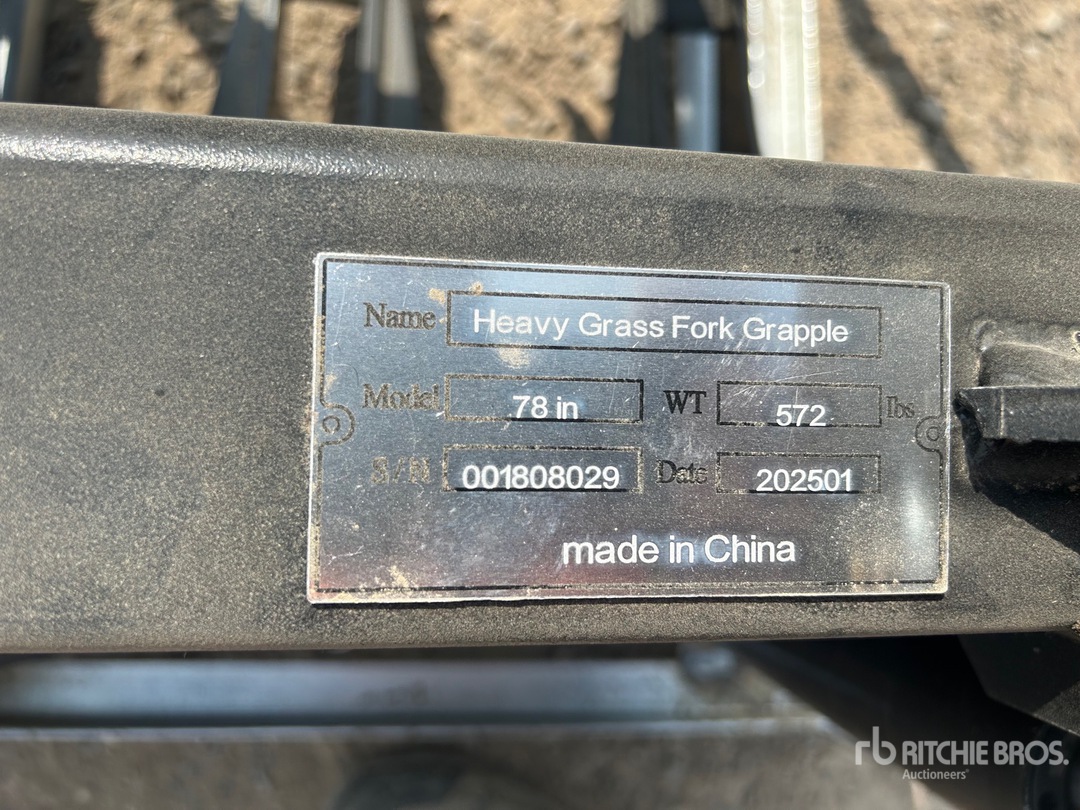 Name Heavy Grass Fork Grapple
Model 78 in WT 572 lbs
S/N 001808029 Date 202501
made in China
rb RITCHIE BROS.
Auctioneers